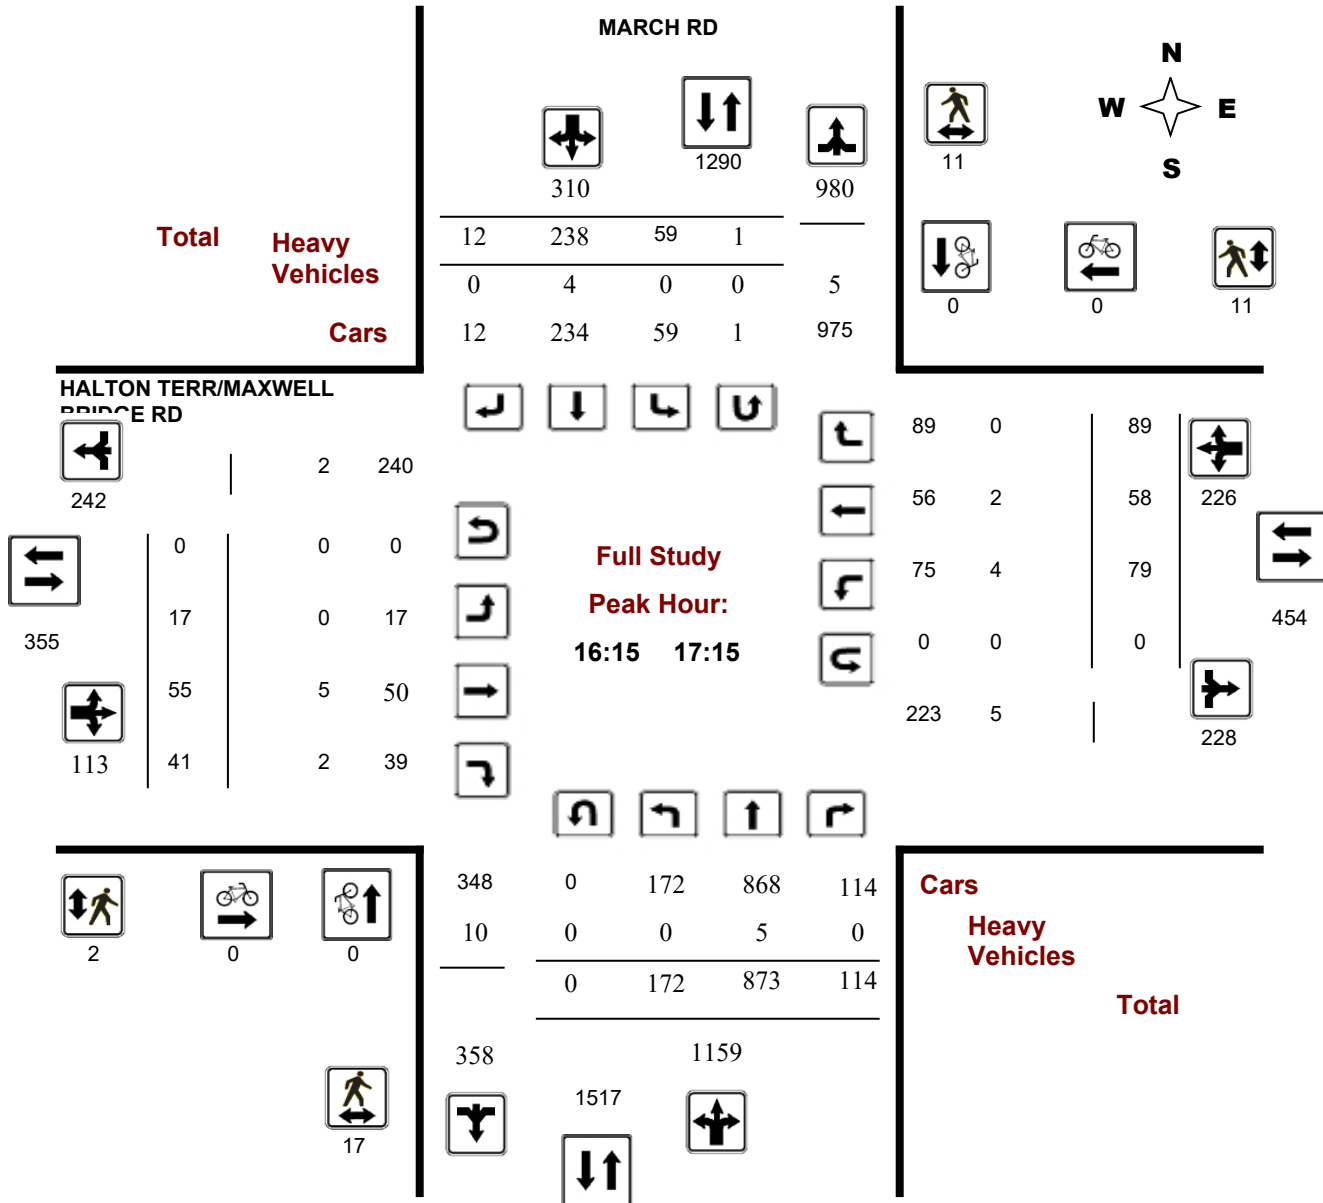 MARCH RD
N
W E
S
1290
11
310 980
Total Heavy Vehicles
12 238 59 1
0 4 0 0 5
0 0 11
Cars 12 234 59 1 975
HALTON TERR/MAXWELL
BRIDGE RD
89 0 89
2 240
242
56 2 58 226
0 0 0
Full Study
75 4 79
Peak Hour:
17 0 17
454
355
16:15 17:15
0 0 0
55 5 50
223 5
228
113 41 2 39
348 0 172 868 114 Cars
10 0 0 5 0 Heavy Vehicles
2 0 0
0 172 873 114
Total
358 1159
1517
17